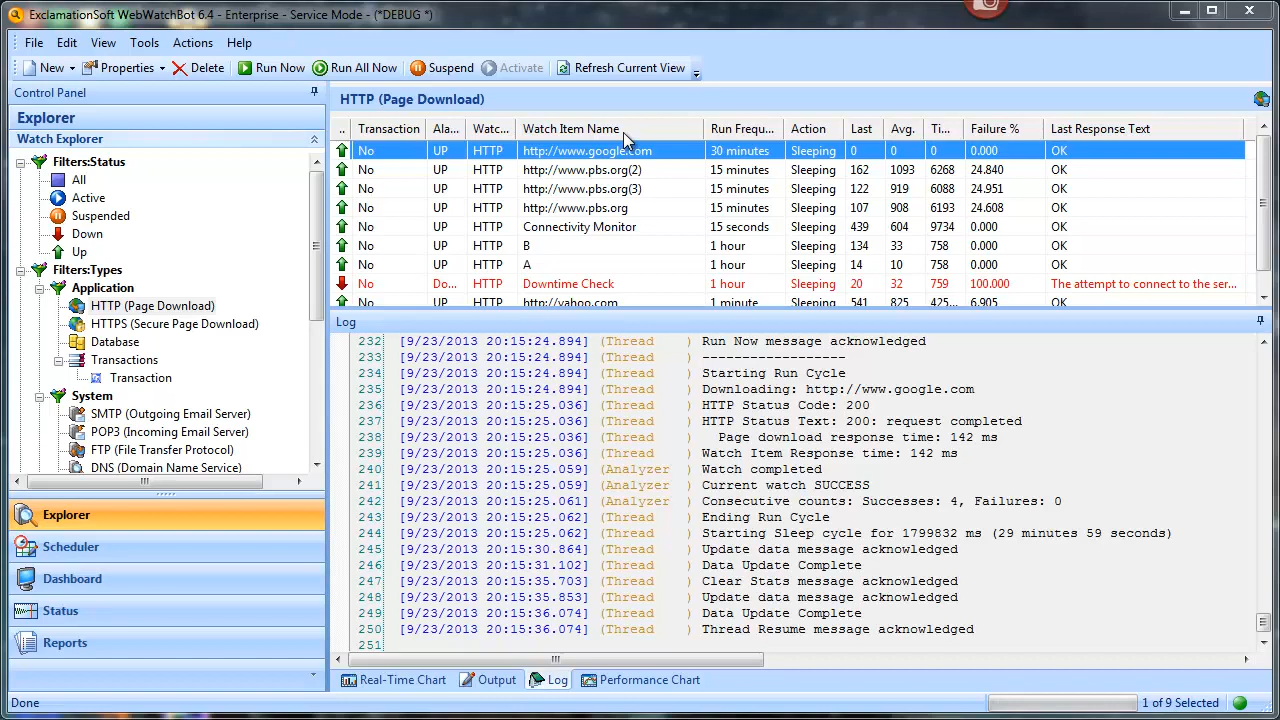 ExclamationSoft WebWatchBot 6.4 - Enterprise - Service Mode - (*DEBUG *)
File Edit View Tools Actions Help
New Properties Delete Run Now Run All Now Suspend Activate Refresh Current View
Control Panel
Explorer
Watch Explorer
Filters:Status
All
Active
Suspended
Down
Up
Filters:Types
Application
HTTP (Page Download)
HTTPS (Secure Page Download)
Database
Transactions
Transaction
System
SMTP (Outgoing Email Server)
POP3 (Incoming Email Server)
FTP (File Transfer Protocol)
DNS (Domain Name Service)
Explorer
Scheduler
Dashboard
Status
Reports
HTTP (Page Download)
.. Transaction Ala... Watc... Watch Item Name Run Frequ... Action Last Avg. Ti... Failure % Last Response Text
No UP HTTP http://www.google.com 30 minutes Sleeping 0 0 0 0.000 OK
No UP HTTP http://www.pbs.org(2) 15 minutes Sleeping 162 1093 6268 24.840 OK
No UP HTTP http://www.pbs.org(3) 15 minutes Sleeping 122 919 6088 24.951 OK
No UP HTTP http://www.pbs.org 15 minutes Sleeping 107 908 6193 24.608 OK
No UP HTTP Connectivity Monitor 15 seconds Sleeping 439 604 9734 0.000 OK
No UP HTTP B 1 hour Sleeping 134 33 758 0.000 OK
No UP HTTP A 1 hour Sleeping 14 10 758 0.000 OK
No Do... HTTP Downtime Check 1 hour Sleeping 20 32 759 100.000 The attempt to connect to the ser...
No UP HTTP http://yahoo.com 1 minute Sleeping 541 825 425... 6.905 OK
Log
232 [9/23/2013 20:15:24.894] (Thread ) Run Now message acknowledged
233 [9/23/2013 20:15:24.894] (Thread ) ------------------
234 [9/23/2013 20:15:24.894] (Thread ) Starting Run Cycle
235 [9/23/2013 20:15:24.894] (Thread ) Downloading: http://www.google.com
236 [9/23/2013 20:15:25.036] (Thread ) HTTP Status Code: 200
237 [9/23/2013 20:15:25.036] (Thread ) HTTP Status Text: 200: request completed
238 [9/23/2013 20:15:25.036] (Thread ) Page download response time: 142 ms
239 [9/23/2013 20:15:25.036] (Thread ) Watch Item Response time: 142 ms
240 [9/23/2013 20:15:25.059] (Analyzer ) Watch completed
241 [9/23/2013 20:15:25.059] (Analyzer ) Current watch SUCCESS
242 [9/23/2013 20:15:25.061] (Analyzer ) Consecutive counts: Successes: 4, Failures: 0
243 [9/23/2013 20:15:25.062] (Thread ) Ending Run Cycle
244 [9/23/2013 20:15:25.062] (Thread ) Starting Sleep cycle for 1799832 ms (29 minutes 59 seconds)
245 [9/23/2013 20:15:30.864] (Thread ) Update data message acknowledged
246 [9/23/2013 20:15:31.102] (Thread ) Data Update Complete
247 [9/23/2013 20:15:35.703] (Thread ) Clear Stats message acknowledged
248 [9/23/2013 20:15:35.853] (Thread ) Update data message acknowledged
249 [9/23/2013 20:15:36.074] (Thread ) Data Update Complete
250 [9/23/2013 20:15:36.074] (Thread ) Thread Resume message acknowledged
251
Real-Time Chart Output Log Performance Chart
Done 1 of 9 Selected